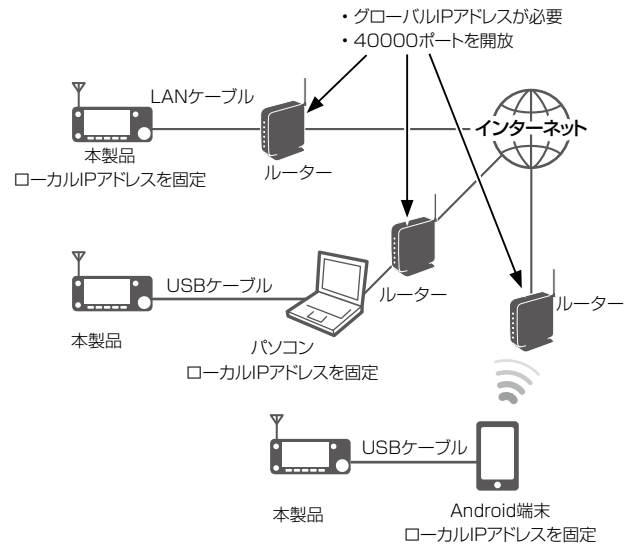 ・グローバルIPアドレスが必要
・40000ポートを開放
LANケーブル
インターネット
本製品
ローカルIPアドレスを固定
ルーター
USBケーブル
ルーター
ルーター
本製品
パソコン
ローカルIPアドレスを固定
USBケーブル
本製品
Android端末
ローカルIPアドレスを固定